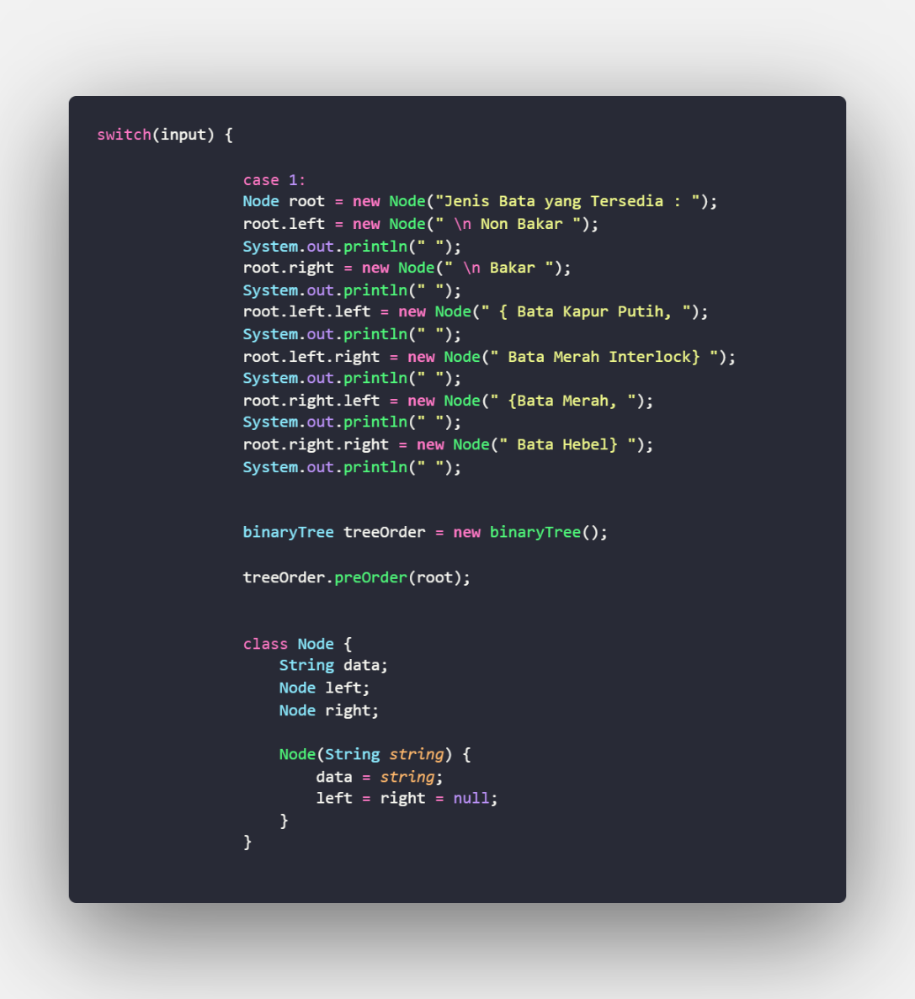 switch(input) {
case 1:
Node root = new Node("Jenis Bata yang Tersedia : ");
root.left = new Node(" \n Non Bakar ");
System.out.println(" ");
root.right = new Node(" \n Bakar ");
System.out.println(" ");
root.left.left = new Node(" { Bata Kapur Putih, ");
System.out.println(" ");
root.left.right = new Node(" Bata Merah Interlock} ");
System.out.println(" ");
root.right.left = new Node(" {Bata Merah, ");
System.out.println(" ");
root.right.right = new Node(" Bata Hebel} ");
System.out.println(" ");
binaryTree treeOrder = new binaryTree();
treeOrder.preOrder(root);
class Node {
String data;
Node left;
Node right;
Node(String string) {
data = string;
left = right = null;
}
}